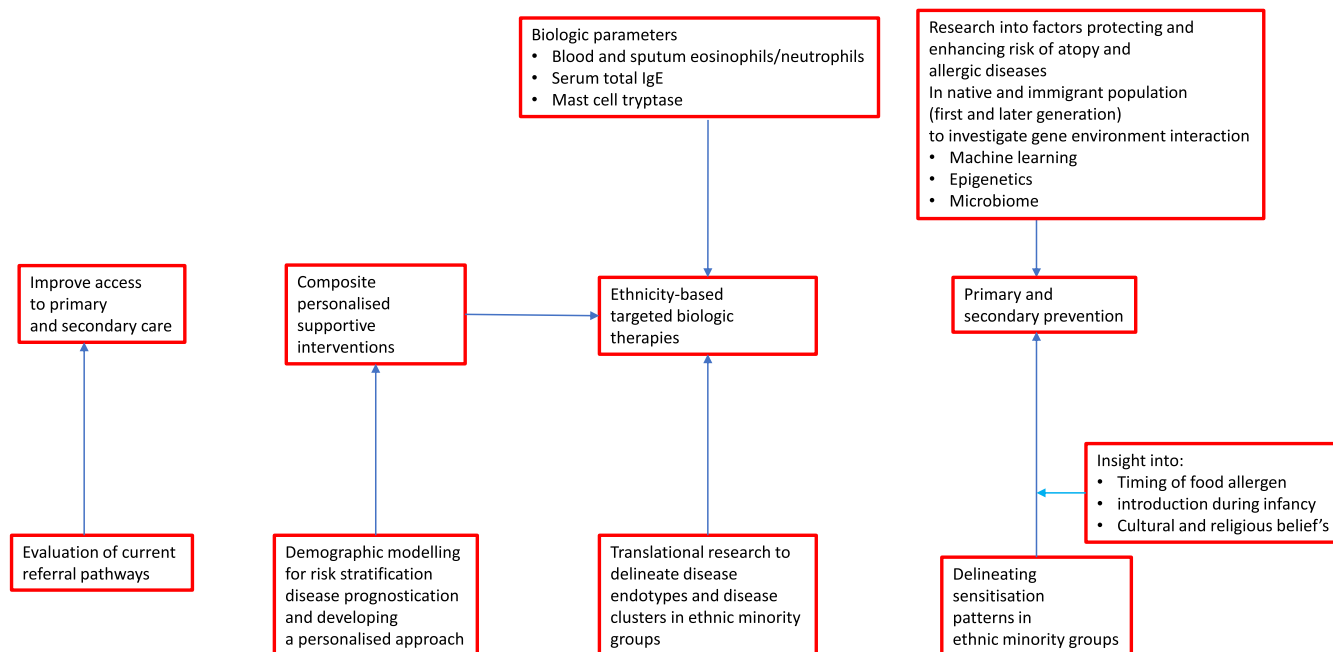 Biologic parameters
• Blood and sputum eosinophils/neutrophils
• Serum total IgE
• Mast cell tryptase
Research into factors protecting and
enhancing risk of atopy and
allergic diseases
In native and immigrant population
(first and later generation)
to investigate gene environment interaction
• Machine learning
• Epigenetics
• Microbiome
Improve access
to primary
and secondary care
Composite
personalised
supportive
interventions
Ethnicity-based
targeted biologic
therapies
Primary and
secondary prevention
Insight into:
• Timing of food allergen
• introduction during infancy
• Cultural and religious belief's
Evaluation of current
referral pathways
Demographic modelling
for risk stratification
disease prognostication
and developing
a personalised approach
Translational research to
delineate disease
endotypes and disease
clusters in ethnic minority
groups
Delineating
sensitisation
patterns in
ethnic minority groups